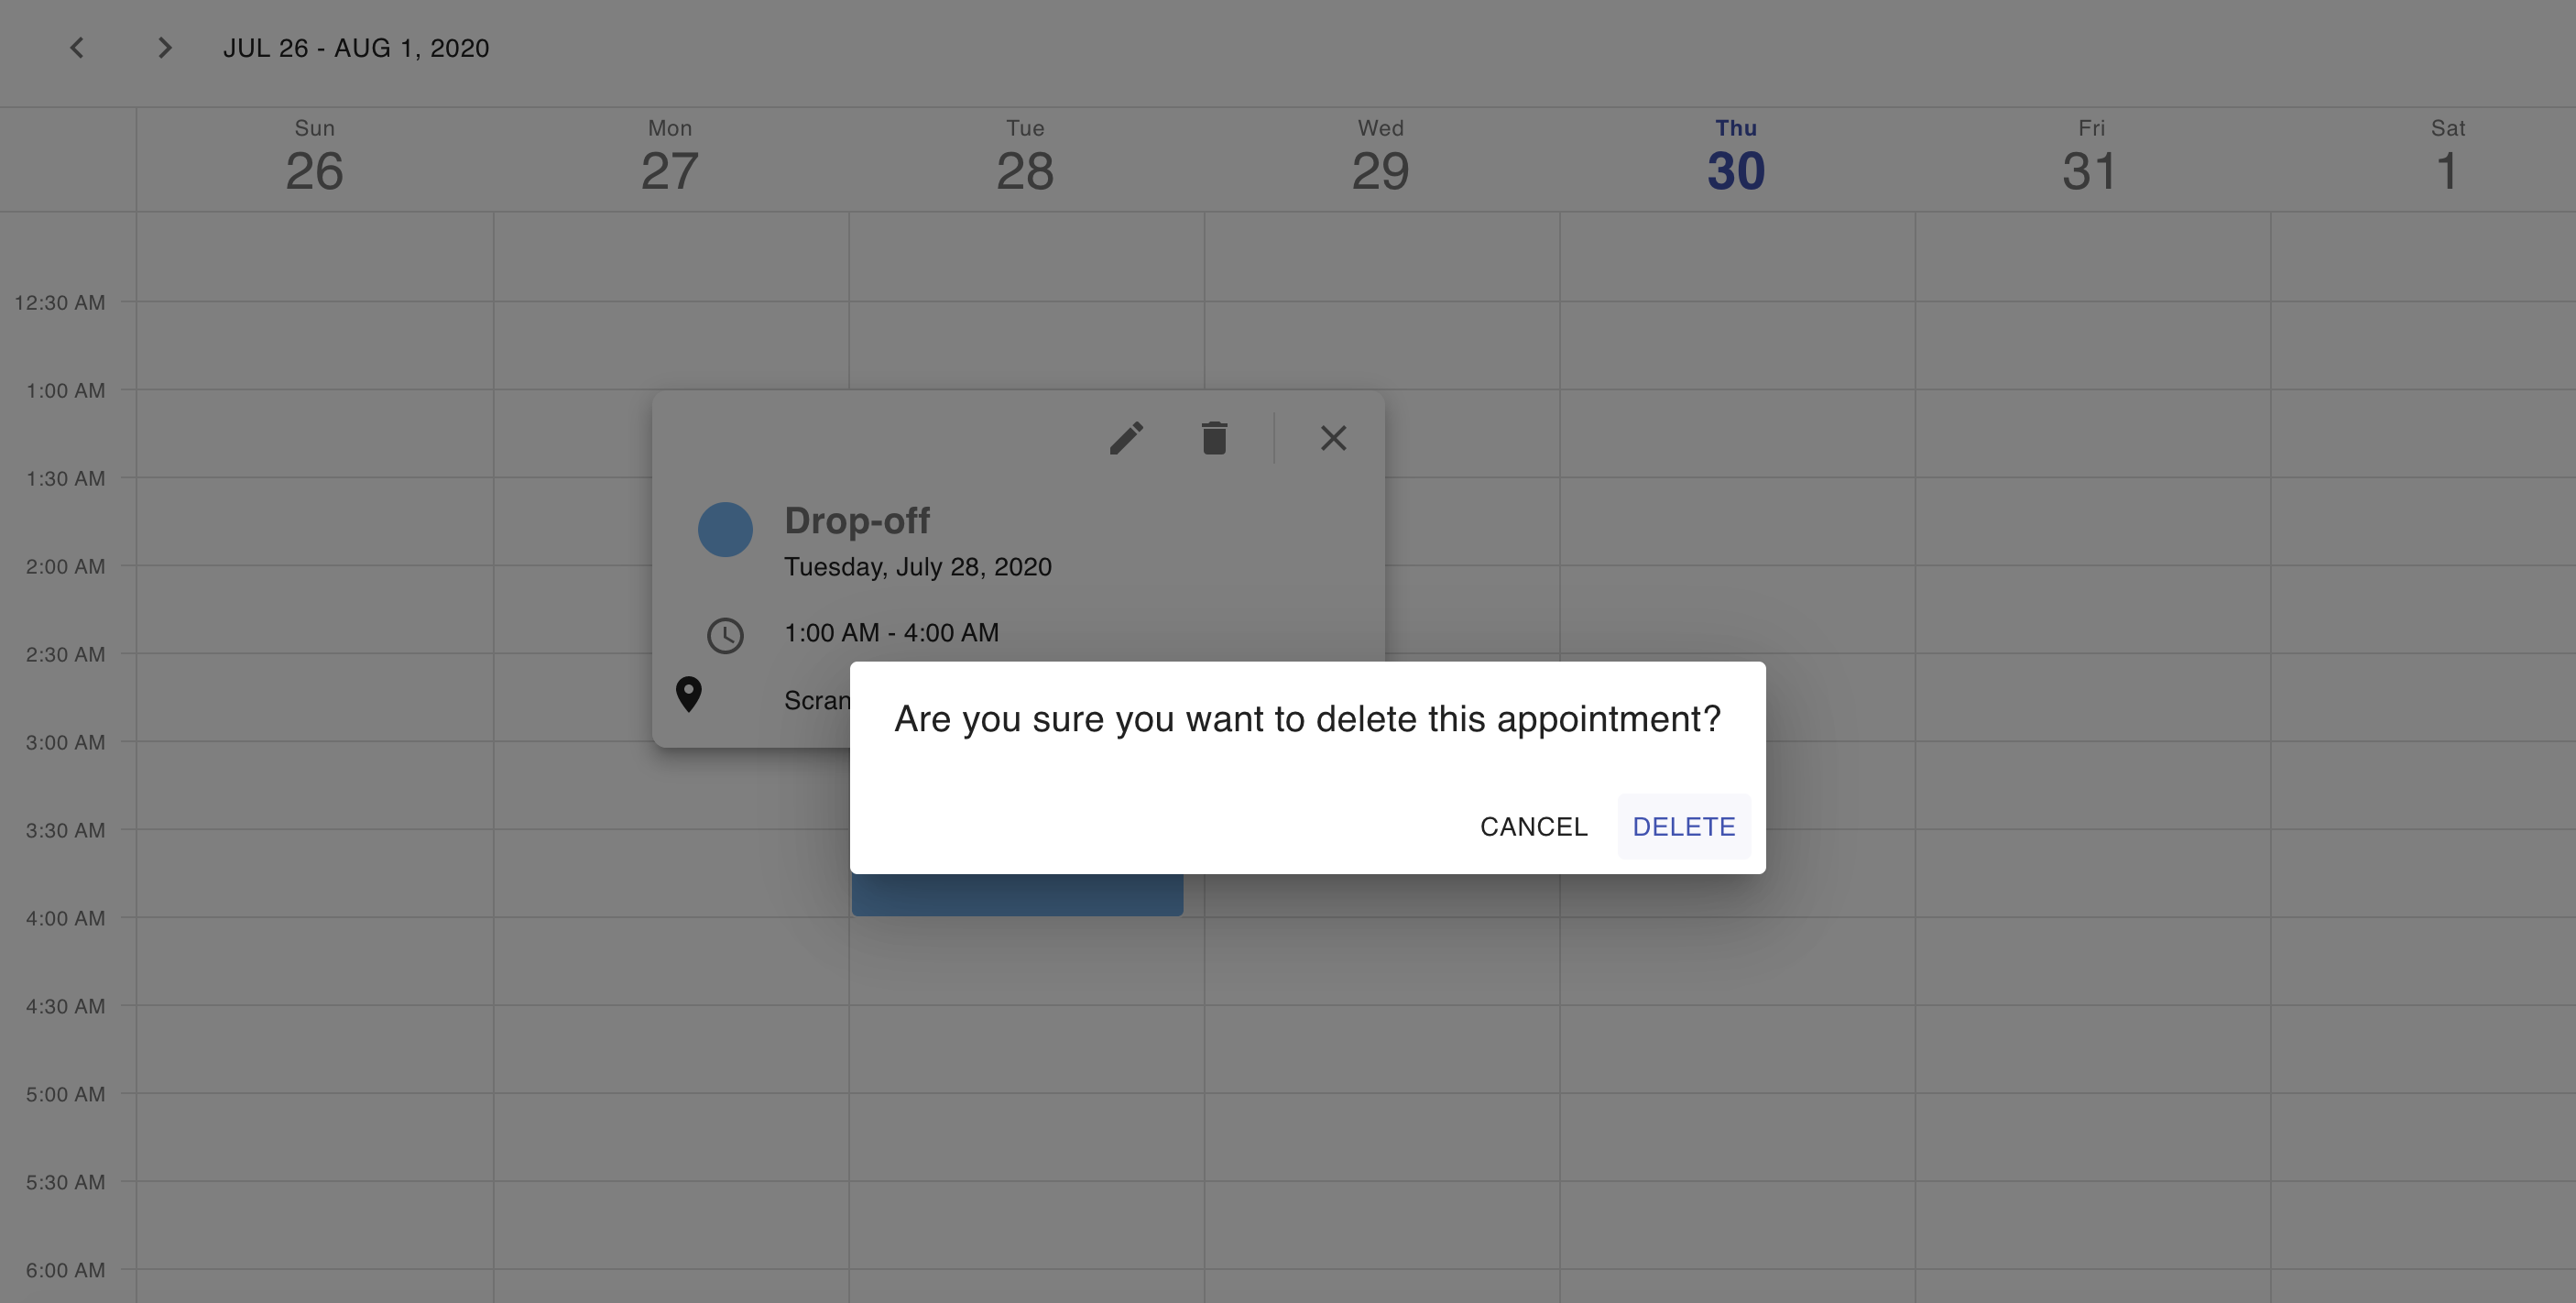 JUL 26 - AUG 1, 2020
Sun Mon Tue Wed Thu Fri Sat
26 27 28 29 30 31 1
12:30 AM
1:00 AM
1:30 AM
Drop-off
2:00 AM
Tuesday, July 28, 2020
1:00 AM - 4:00 AM
2:30 AM
Are you sure you want to delete this appointment?
3:00 AM
3:30 AM
CANCEL DELETE
4:00 AM
4:30 AM
5:00 AM
5:30 AM
6:00 AM